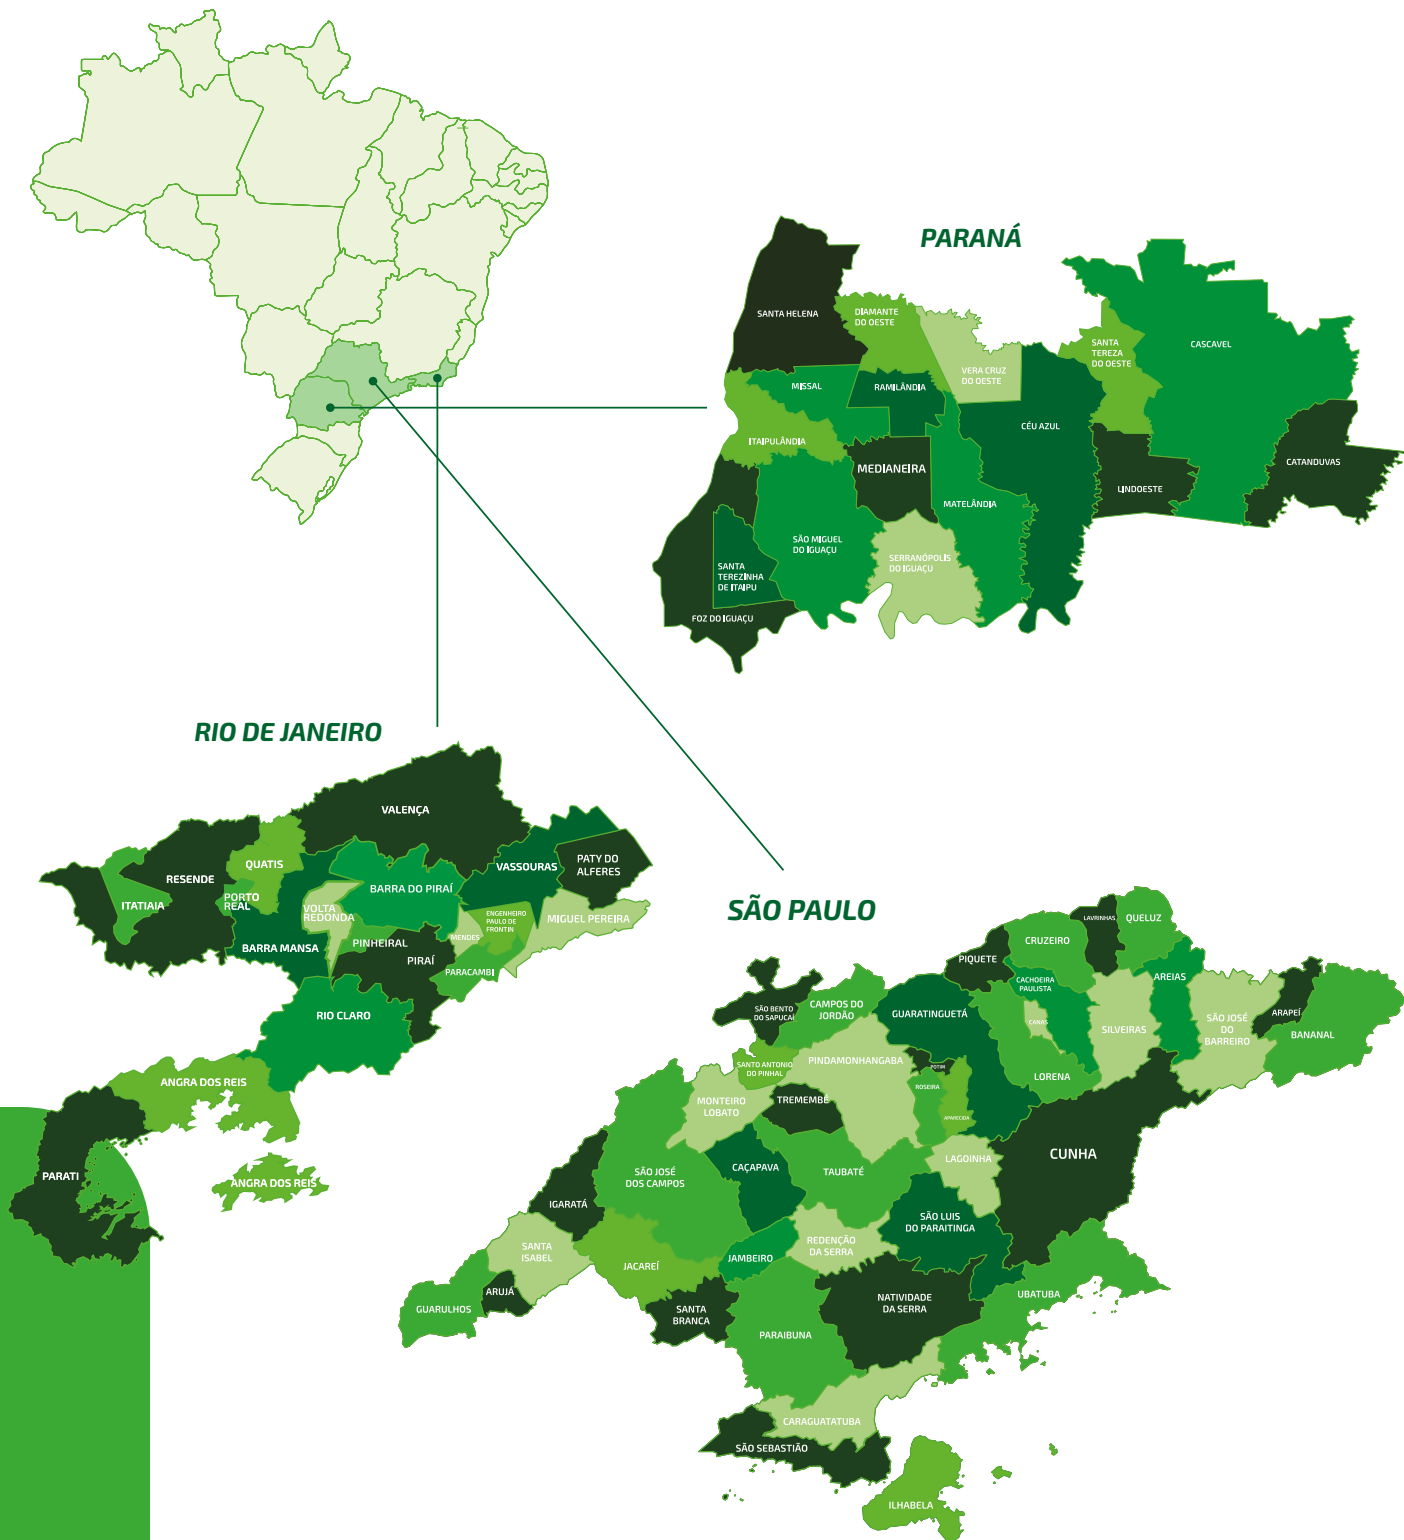 PARANÁ
SANTA HELENA
DIAMANTE
DO OESTE
VERA CRUZ
DO OESTE
SANTA
TEREZA
DO OESTE
CASCAVEL
MISSAL
RAMILÂNDIA
CÉU AZUL
ITAIPULÂNDIA
MEDIANEIRA
CATANDUVAS
LINDOESTE
MATELÂNDIA
SÃO MIGUEL
DO IGUAÇU
SERRANÓPOLIS
DO IGUAÇU
SANTA
TEREZINHA
DE ITAIPU
FOZ DO IGUAÇU
RIO DE JANEIRO
VALENÇA
QUATIS
RESENDE
VASSOURAS
PATY DO
ALFERES
BARRA DO PIRAÍ
ITATIAIA
PORTO
REAL
VOLTA
REDONDA
ENGENHEIRO
PAULO DE
FRONTIN
MIGUEL PEREIRA
MENDES
BARRA MANSA
PINHEIRAL
PIRAÍ
PARACAMBI
RIO CLARO
ANGRA DOS REIS
PARATI
ANGRA DOS REIS
SÃO PAULO
LAVRINHAS
QUELUZ
CRUZEIRO
PIQUETE
CACHOEIRA
PAULISTA
AREIAS
SÃO BENTO
DO SAPUCAÍ
CAMPOS DO
JORDÃO
GUARATINGUETÁ
CANAS
SILVEIRAS
SÃO JOSÉ
DO
BARREIRO
ARAPEÍ
BANANAL
SANTO ANTONIO
DO PINHAL
PINDAMONHANGABA
POTIM
ROSEIRA
LORENA
MONTEIRO
LOBATO
TREMEMBÉ
APARECIDA
CUNHA
LAGOINHA
SÃO JOSÉ
DOS CAMPOS
CAÇAPAVA
TAUBATÉ
IGARATÁ
SÃO LUIS
DO PARAITINGA
SANTA
ISABEL
REDENÇÃO
DA SERRA
JAMBEIRO
JACAREÍ
ARUJÁ
GUARULHOS
SANTA
BRANCA
NATIVIDADE
DA SERRA
UBATUBA
PARAIBUNA
CARAGUATATUBA
SÃO SEBASTIÃO
ILHABELA